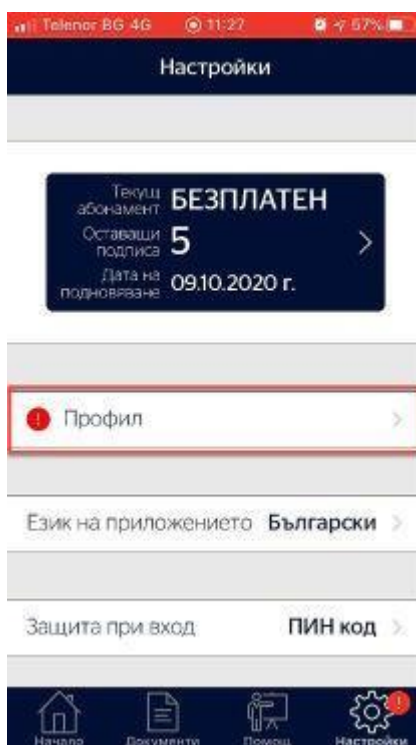 Telenor BG 4G 11:27 57%
Настройки
Текущ абонамент БЕЗПЛАТЕН
Оставащи подписа 5
Дата на подновяване 09.10.2020 г.
! Профил
Език на приложението Български
Защита при вход ПИН код
!
Начало Документи Помощ Настройки